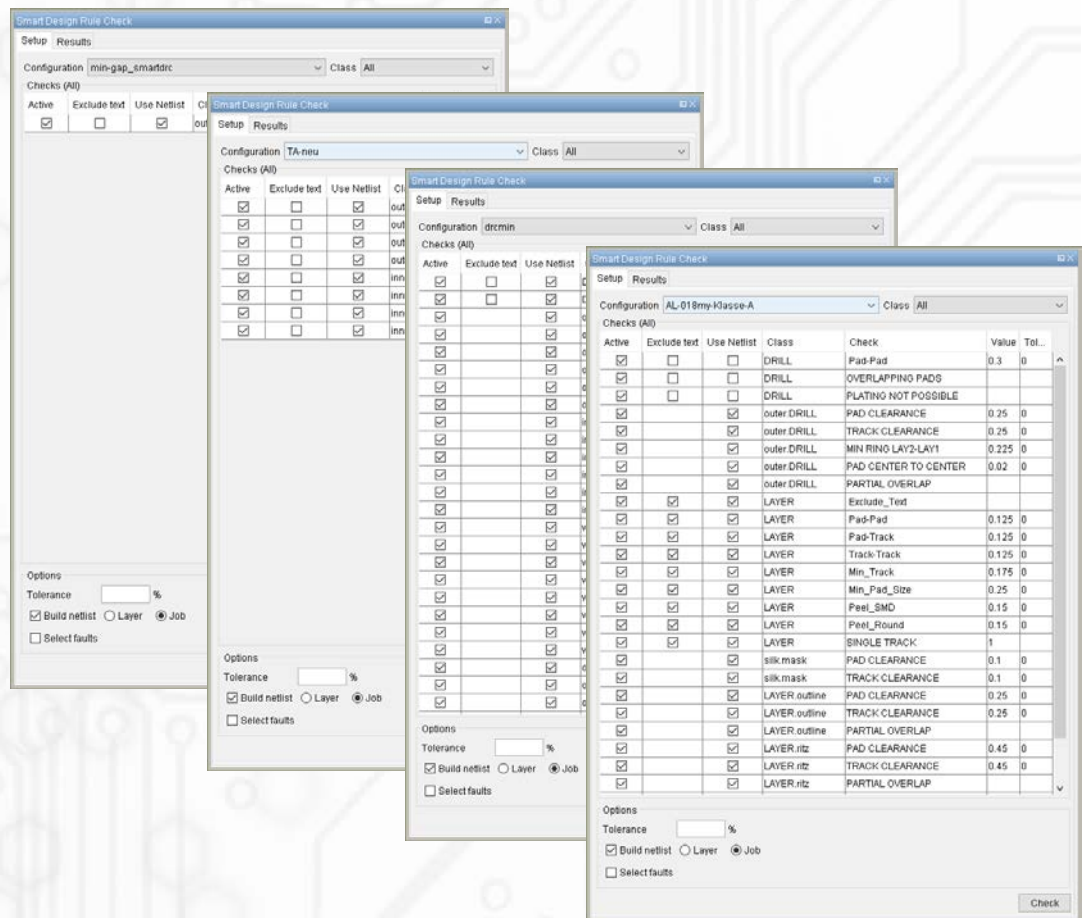 Smart Design Rule Check
Setup Results
Configuration min-gap_smartdrc Class All
Checks (All)
Active Exclude text Use Netlist Cl
out
Options
Tolerance %
Build netlist Layer Job
Select faults
Smart Design Rule Check
Setup Results
Configuration TA-neu Class All
Checks (All)
Active Exclude text Use Netlist Cl
out
out
out
out
inn
inn
inn
inn
Options
Tolerance %
Build netlist Layer Job
Select faults
Smart Design Rule Check
Setup Results
Configuration drcmin Class All
Checks (All)
Active Exclude text Use Netlist
Options
Tolerance %
Build netlist Layer Job
Select faults
Smart Design Rule Check
Setup Results
Configuration AL-018my-Klasse-A Class All
Checks (All)
Active Exclude text Use Netlist Class Check Value Tol...
DRILL Pad-Pad 0.3 0
DRILL OVERLAPPING PADS
DRILL PLATING NOT POSSIBLE
outer.DRILL PAD CLEARANCE 0.25 0
outer.DRILL TRACK CLEARANCE 0.25 0
outer.DRILL MIN RING LAY2-LAY1 0.225 0
outer.DRILL PAD CENTER TO CENTER 0.02 0
outer.DRILL PARTIAL OVERLAP
LAYER Exclude_Text
LAYER Pad-Pad 0.125 0
LAYER Pad-Track 0.125 0
LAYER Track-Track 0.125 0
LAYER Min_Track 0.175 0
LAYER Min_Pad_Size 0.25 0
LAYER Peel_SMD 0.15 0
LAYER Peel_Round 0.15 0
LAYER SINGLE TRACK 1
silk.mask PAD CLEARANCE 0.1 0
silk.mask TRACK CLEARANCE 0.1 0
LAYER.outline PAD CLEARANCE 0.25 0
LAYER.outline TRACK CLEARANCE 0.25 0
LAYER.outline PARTIAL OVERLAP
LAYER.ritz PAD CLEARANCE 0.45 0
LAYER.ritz TRACK CLEARANCE 0.45 0
LAYER.ritz PARTIAL OVERLAP
Options
Tolerance %
Build netlist Layer Job
Select faults
Check